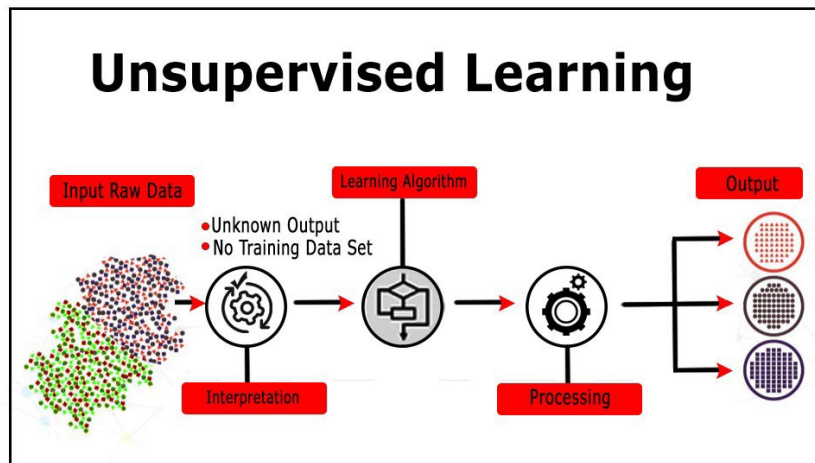 Unsupervised Learning
Input Raw Data
Unknown Output
No Training Data Set
Learning Algorithm
Output
Interpretation
Processing